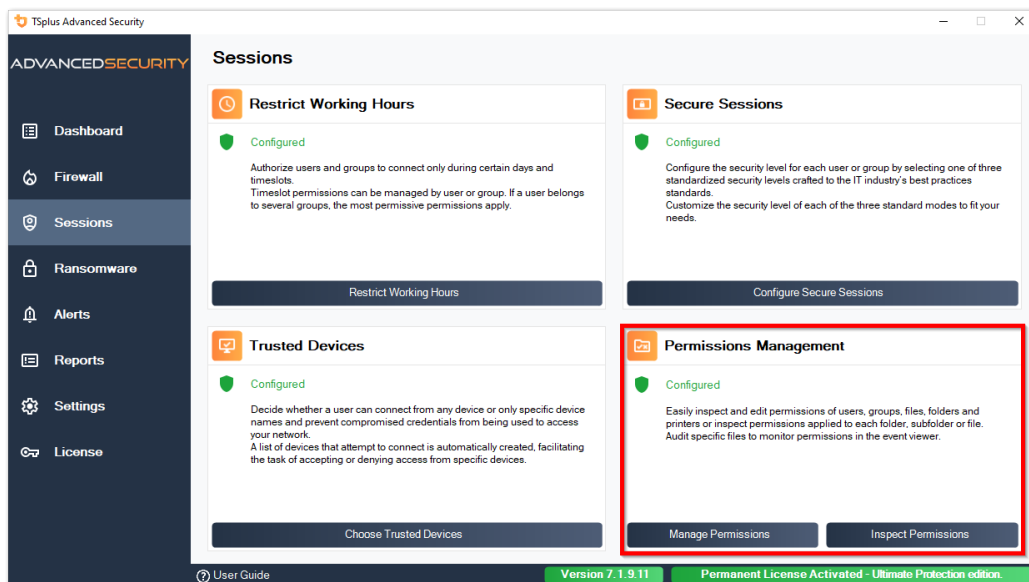 TSplus Advanced Security
ADVANCEDSECURITY
Dashboard
Firewall
Sessions
Ransomware
Alerts
Reports
Settings
License
Sessions
Restrict Working Hours
Configured
Authorize users and groups to connect only during certain days and
timeslots.
Timeslot permissions can be managed by user or group. If a user belongs
to several groups, the most permissive permissions apply.
Restrict Working Hours
Secure Sessions
Configured
Configure the security level for each user or group by selecting one of three
standardized security levels crafted to the IT industry's best practices
standards.
Customize the security level of each of the three standard modes to fit your
needs.
Configure Secure Sessions
Trusted Devices
Configured
Decide whether a user can connect from any device or only specific device
names and prevent compromised credentials from being used to access
your network.
A list of devices that attempt to connect is automatically created, facilitating
the task of accepting or denying access from specific devices.
Choose Trusted Devices
Permissions Management
Configured
Easily inspect and edit permissions of users, groups, files, folders and
printers or inspect permissions applied to each folder, subfolder or file.
Audit specific files to monitor permissions in the event viewer.
Manage Permissions
Inspect Permissions
User Guide
Version 7.1.9.11
Permanent License Activated - Ultimate Protection edition.